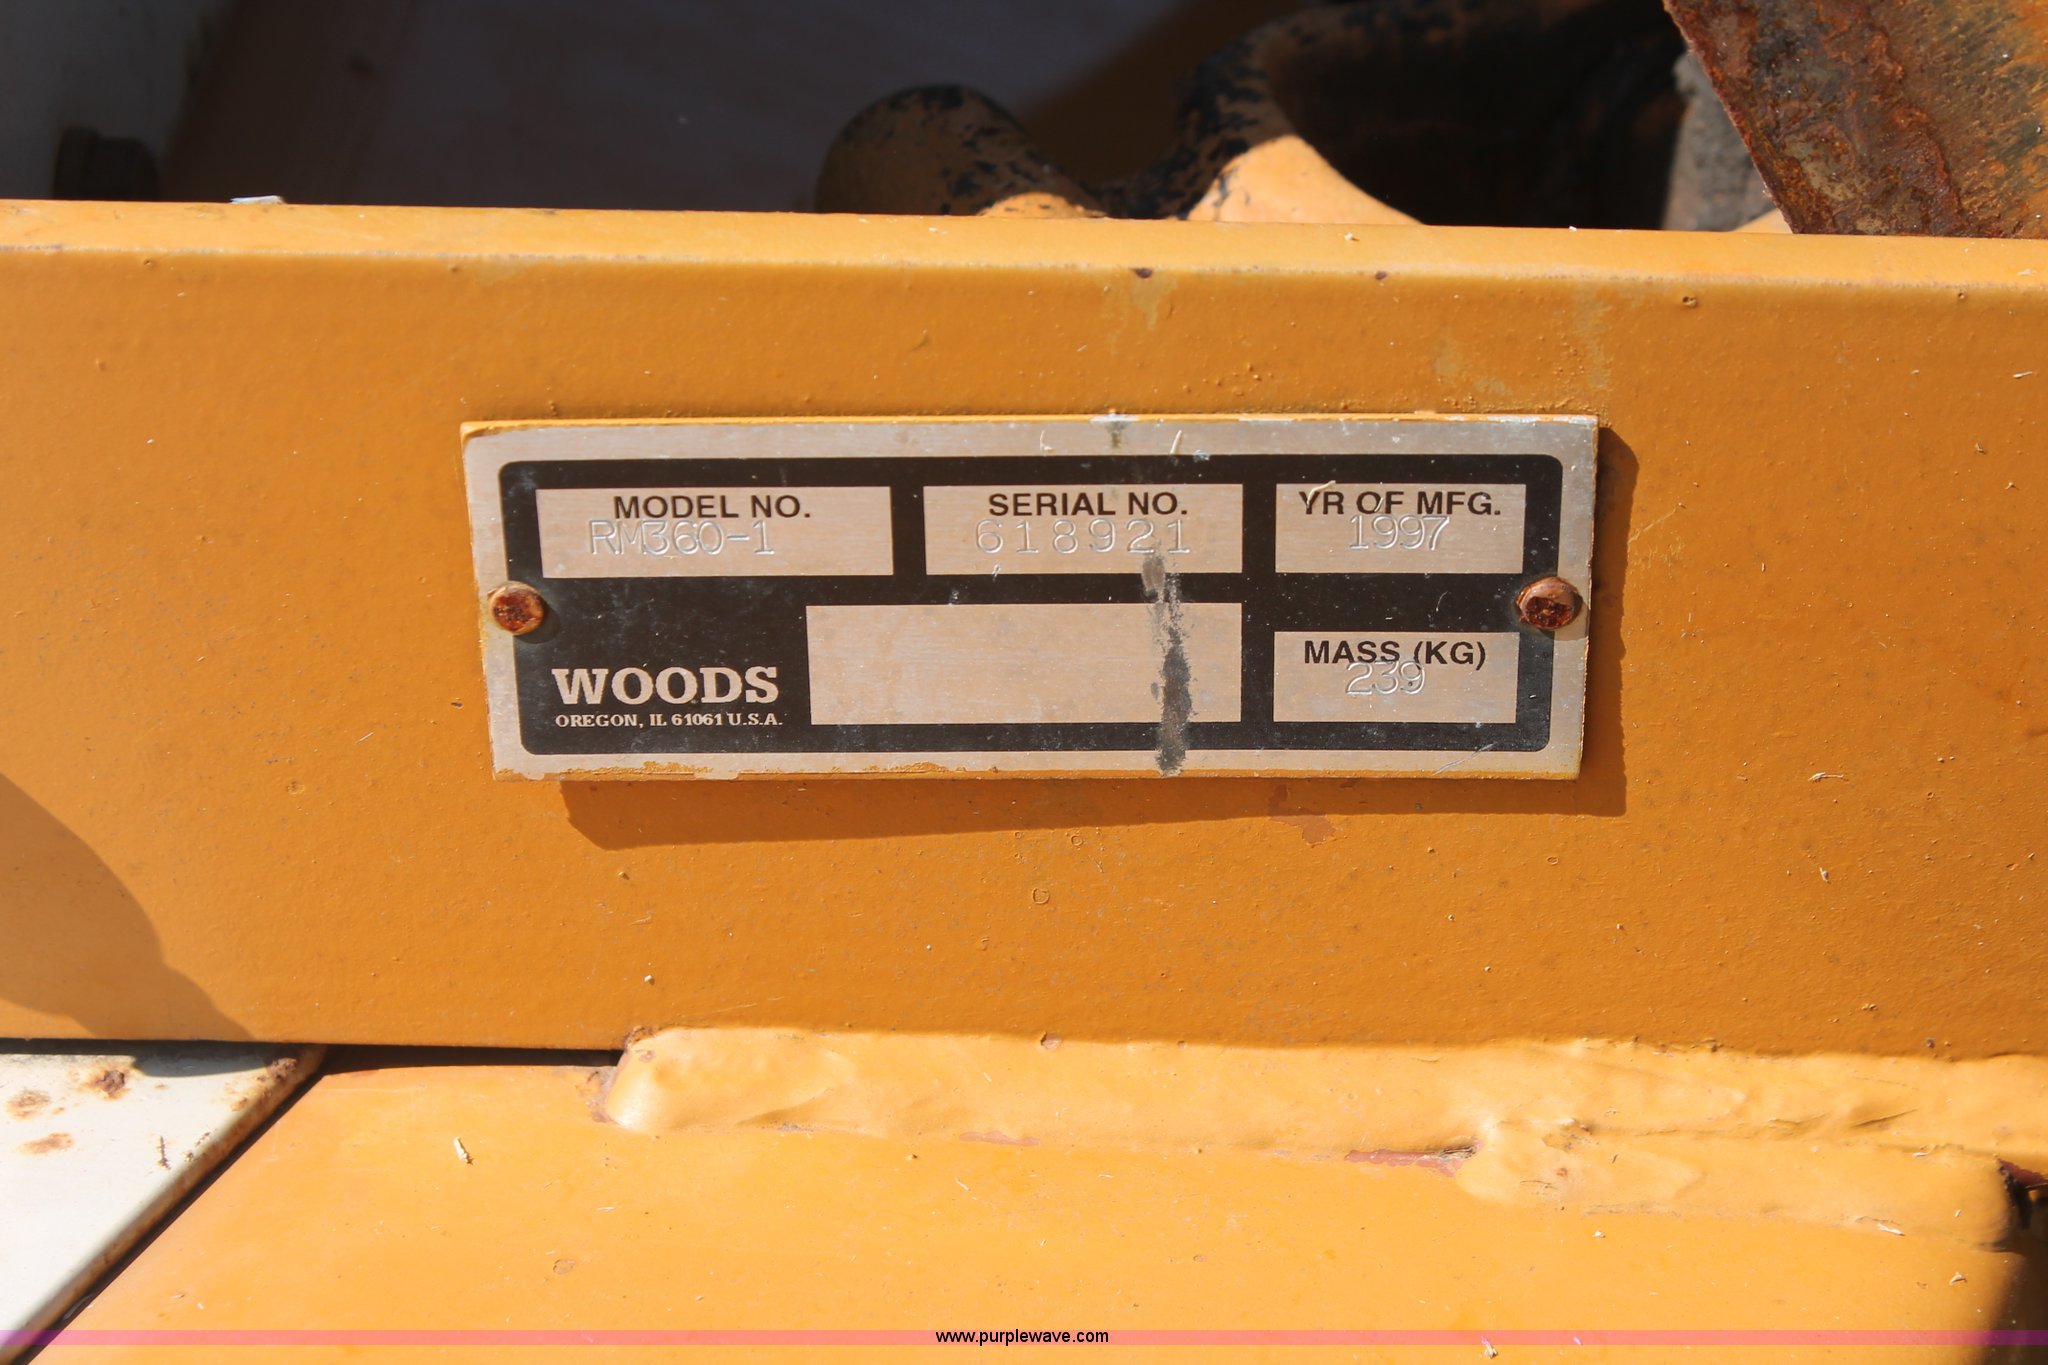 MODEL NO.
RM360-1
SERIAL NO.
618921
YR OF MFG.
1997
WOODS
OREGON, IL 61061 U.S.A.
MASS (KG)
239
www.purplewave.com